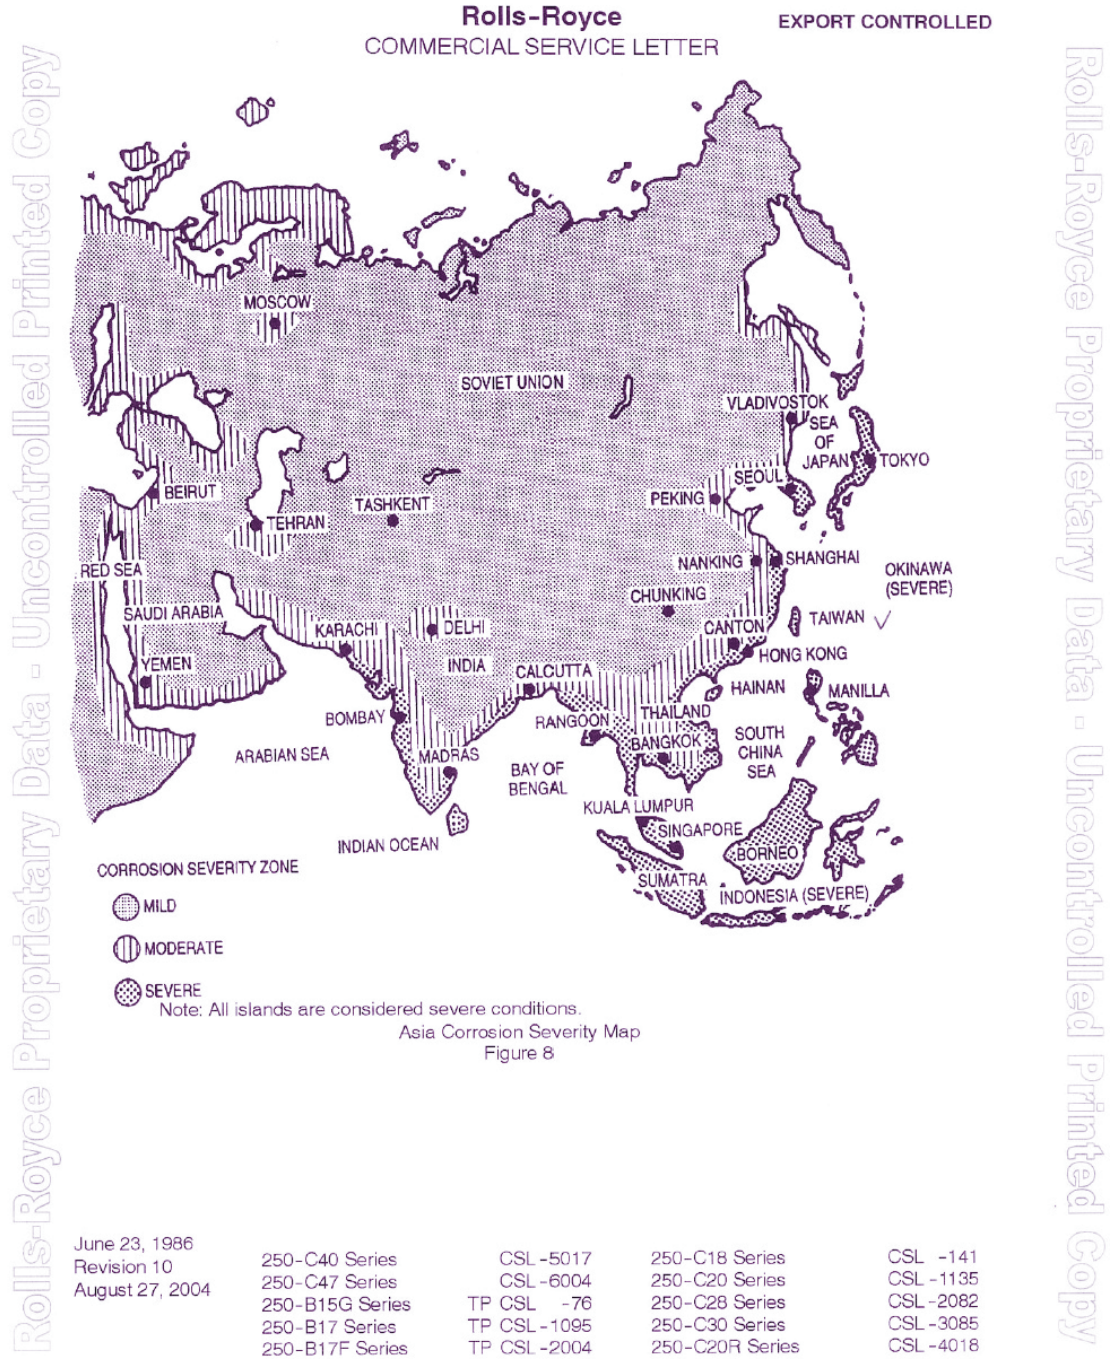 Rolls-Royce
EXPORT CONTROLLED
COMMERCIAL SERVICE LETTER
Rolls-Royce Proprietary Data - Uncontrolled Printed Copy
Rolls-Royce Proprietary Data - Uncontrolled Printed Copy
MOSCOW
SOVIET UNION
VLADIVOSTOK
SEA
OF
JAPAN
TOKYO
SEOUL
PEKING
BEIRUT
TASHKENT
TEHRAN
NANKING
SHANGHAI
RED SEA
OKINAWA
(SEVERE)
CHUNKING
SAUDI ARABIA
TAIWAN
KARACHI
DELHI
CANTON
HONG KONG
YEMEN
INDIA
CALCUTTA
HAINAN
MANILLA
BOMBAY
RANGOON
THAILAND
BANGKOK
SOUTH
CHINA
SEA
ARABIAN SEA
MADRAS
BAY OF
BENGAL
KUALA LUMPUR
SINGAPORE
INDIAN OCEAN
BORNEO
SUMATRA
INDONESIA (SEVERE)
CORROSION SEVERITY ZONE
MILD
MODERATE
SEVERE
Note: All islands are considered severe conditions.
Asia Corrosion Severity Map
Figure 8
June 23, 1986
Revision 10
August 27, 2004
250-C40 Series CSL-5017 250-C18 Series CSL -141
250-C47 Series CSL-6004 250-C20 Series CSL-1135
250-B15G Series TP CSL -76 250-C28 Series CSL-2082
250-B17 Series TP CSL-1095 250-C30 Series CSL-3085
250-B17F Series TP CSL-2004 250-C20R Series CSL-4018